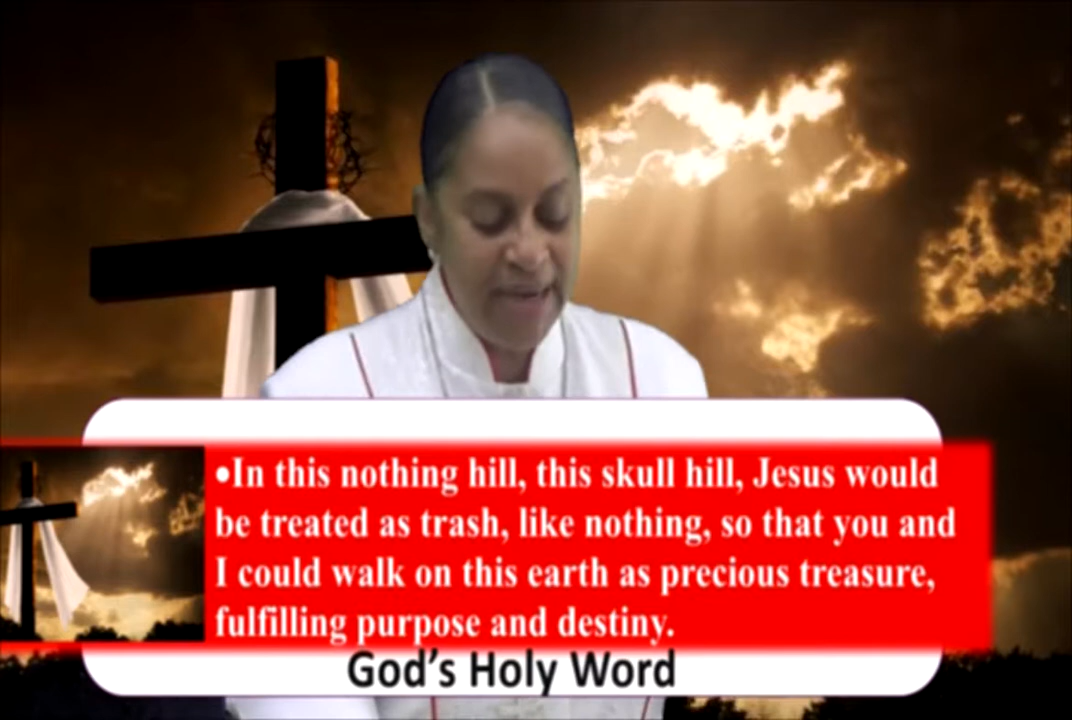 •In this nothing hill, this skull hill, Jesus would
be treated as trash, like nothing, so that you and
I could walk on this earth as precious treasure,
fulfilling purpose and destiny.
God’s Holy Word